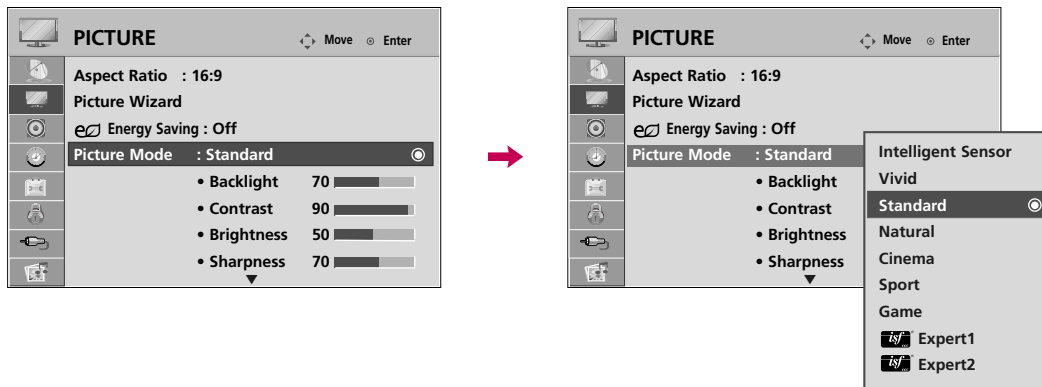 PICTURE Move Enter
Aspect Ratio : 16:9
Picture Wizard
Energy Saving : Off
Picture Mode : Standard
• Backlight 70
• Contrast 90
• Brightness 50
• Sharpness 70
PICTURE Move Enter
Aspect Ratio : 16:9
Picture Wizard
Energy Saving : Off
Picture Mode : Standard
• Backlight
• Contrast
• Brightness
• Sharpness
Intelligent Sensor
Vivid
Standard
Natural
Cinema
Sport
Game
isf Expert1
isf Expert2